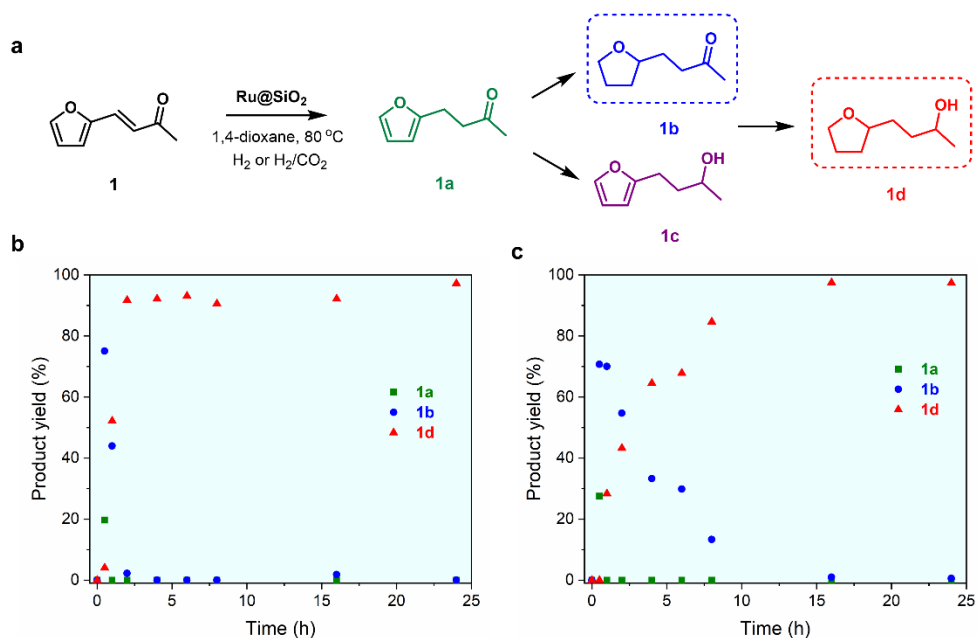 a
O
O
1
Ru@SiO₂
1,4-dioxane, 80 °C
H₂ or H₂/CO₂
O
O
1a
O
O
1b
O
OH
1c
O
OH
1d
b
Product yield (%)
100
80
60
40
20
0
1a
1b
1d
0 5 10 15 20 25
Time (h)
c
Product yield (%)
100
80
60
40
20
0
1a
1b
1d
0 5 10 15 20 25
Time (h)